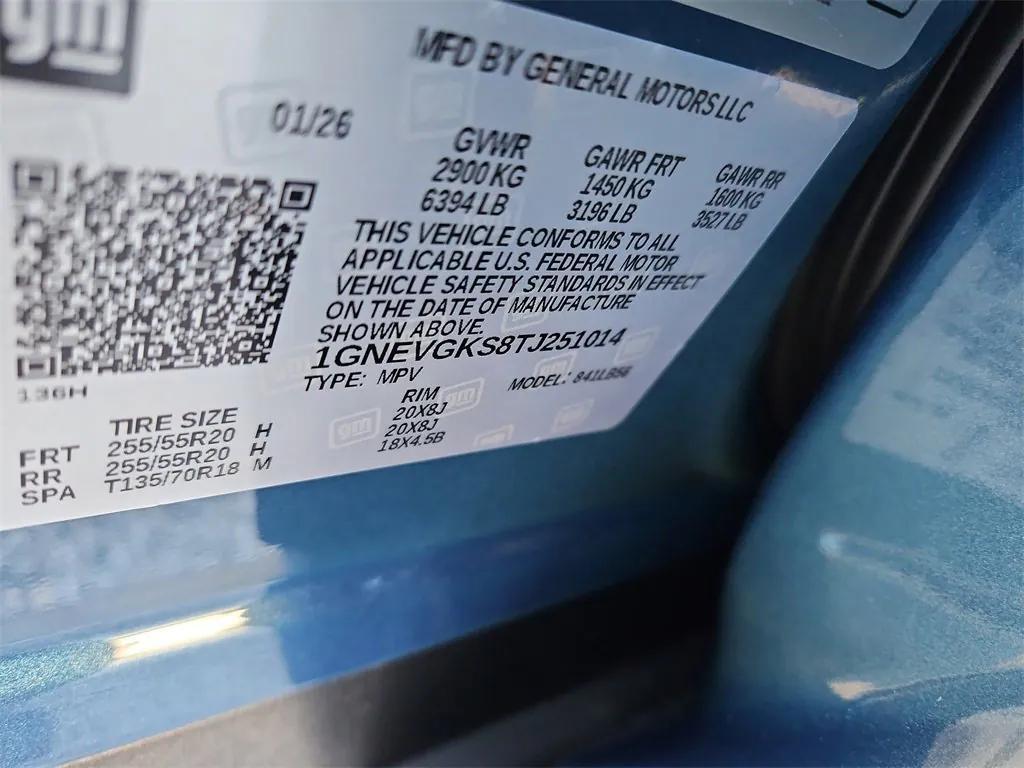 gm
MFD BY GENERAL MOTORS LLC
01/26
GVWR GAWR FRT GAWR RR
2900 KG 1450 KG 1600 KG
6394 LB 3196 LB 3527 LB
THIS VEHICLE CONFORMS TO ALL
APPLICABLE U.S. FEDERAL MOTOR
VEHICLE SAFETY STANDARDS IN EFFECT
ON THE DATE OF MANUFACTURE
SHOWN ABOVE.
1GNEVGKS8TJ251014
TYPE: MPV MODEL:
136H
TIRE SIZE RIM
FRT 255/55R20 H 20X8J
RR 255/55R20 H 20X8J
SPA T135/70R18 M 18X4.5B
gm
gm